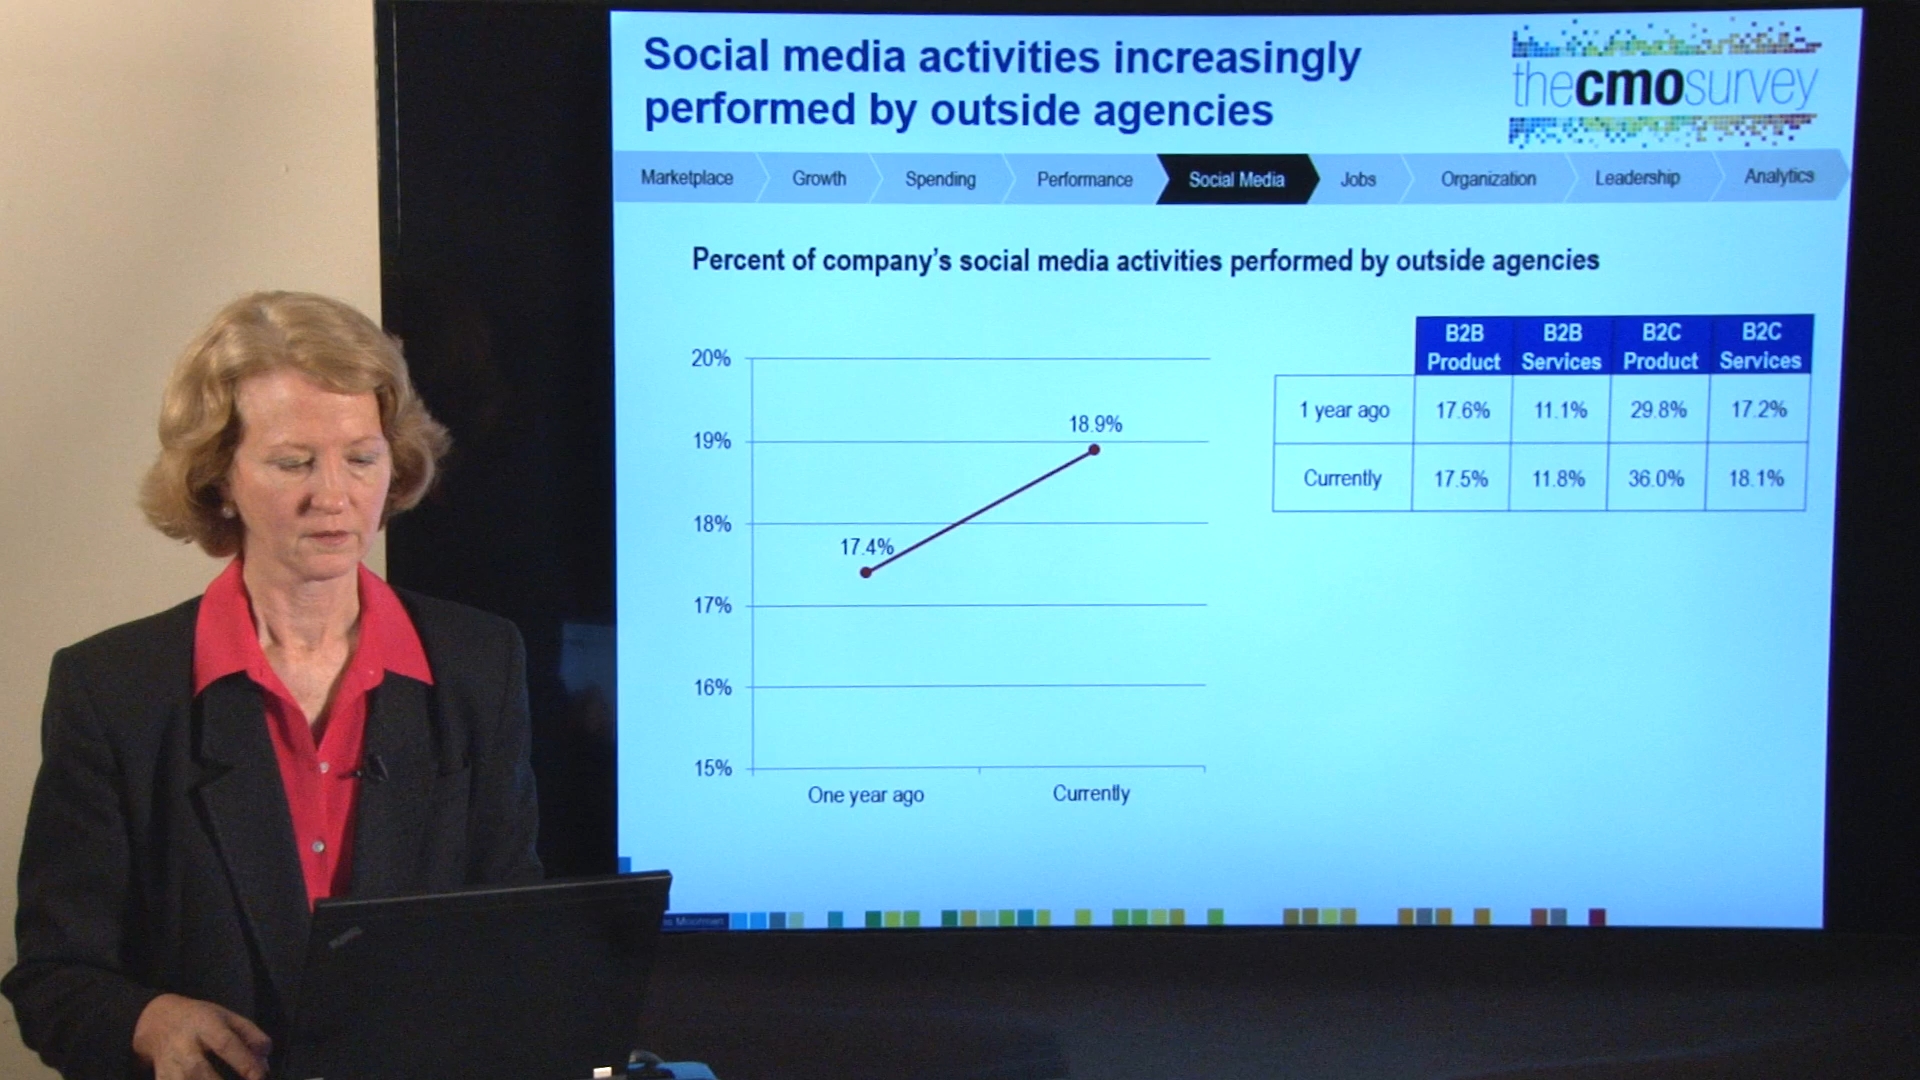 Social media activities increasingly
performed by outside agencies
thecmosurvey
Marketplace Growth Spending Performance Social Media Jobs Organization Leadership Analytics
Percent of company's social media activities performed by outside agencies
20%
19%
18%
17%
16%
15%
17.4%
18.9%
One year ago Currently
B2B Product B2B Services B2C Product B2C Services
1 year ago 17.6% 11.1% 29.8% 17.2%
Currently 17.5% 11.8% 36.0% 18.1%
Moorman